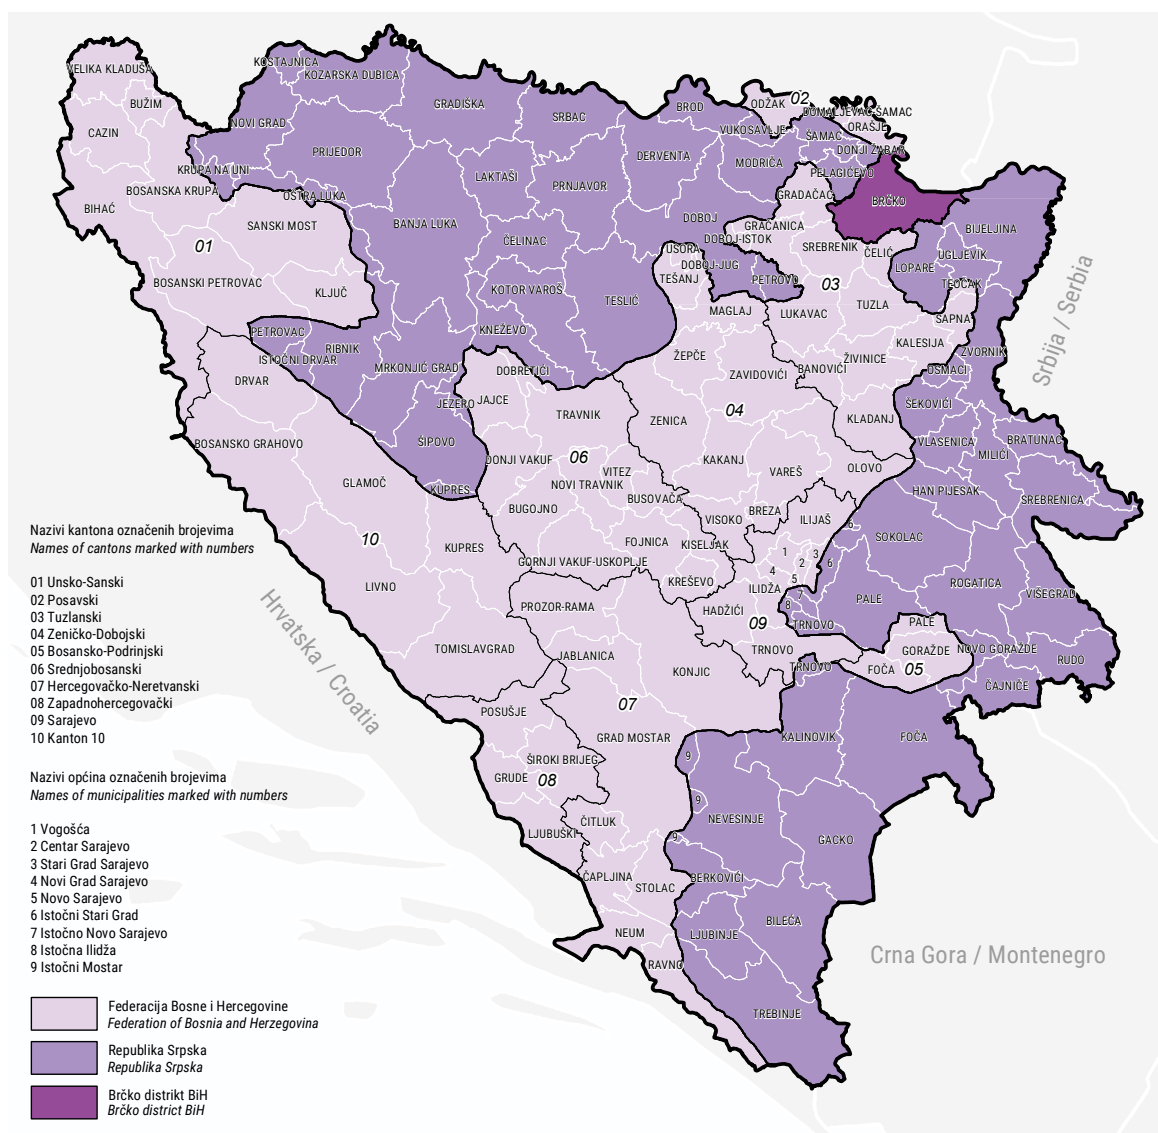 VELIKA KLADUŠA
KOSTAJNICA
KOZARSKA DUBICA
BUŽIM
CAZIN
NOVI GRAD
GRADIŠKA
SRBAC
BROD
ODŽAK
02
DOMALJEVAC-ŠAMAC
ORAŠJE
VUKOSAVLJE
ŠAMAC
DONJI ŽABAR
PRIJEDOR
DERVENTA
MODRIČA
PELAGIĆEVO
KRUPA NA UNI
LAKTAŠI
PRNJAVOR
BOSANSKA KRUPA
OŠTRA LUKA
GRADAČAC
BRČKO
BIHAĆ
SANSKI MOST
BANJA LUKA
DOBOJ
GRAČANICA
BIJELJINA
01
ČELINAC
DOBOJ-ISTOK
USORA
SREBRENIK
ČELIĆ
UGLJEVIK
DOBOJ-JUG
LOPARE
BOSANSKI PETROVAC
KLJUČ
KOTOR VAROŠ
TESLIĆ
TEŠANJ
PETROVO
03
TEOČAK
MAGLAJ
LUKAVAC
TUZLA
SAPNA
PETROVAC
ISTOČNI DRVAR
RIBNIK
KNEŽEVO
ŽEPČE
KALESIJA
ZVORNIK
DRVAR
MRKONJIĆ GRAD
DOBRETIĆI
ZAVIDOVIĆI
BANOVIĆI
ŽIVINICE
OSMACI
JEZERO
JAJCE
TRAVNIK
ZENICA
04
KLADANJ
ŠEKOVIĆI
BOSANSKO GRAHOVO
ŠIPOVO
VLASENICA
BRATUNAC
MILIĆI
DONJI VAKUF
06
VITEZ
KAKANJ
VAREŠ
OLOVO
GLAMOČ
KUPRES
NOVI TRAVNIK
BUSOVAČA
HAN PIJESAK
SREBRENICA
BUGOJNO
VISOKO
BREZA
ILIJAŠ
6
SOKOLAC
10
KUPRES
FOJNICA
KISELJAK
1
2
3
4
5
6
GORNJI VAKUF-USKOPLJE
LIVNO
KREŠEVO
ILIDŽA
7
8
PALE
ROGATICA
VIŠEGRAD
PROZOR-RAMA
HADŽIĆI
09
TRNOVO
PALE
TOMISLAVGRAD
JABLANICA
KONJIC
TRNOVO
TRNOVO
GORAŽDE
NOVO GORAŽDE
FOČA
05
RUDO
ČAJNIČE
POSUŠJE
07
GRAD MOSTAR
KALINOVIK
FOČA
ŠIROKI BRIJEG
9
GRUDE
08
9
NEVESINJE
LJUBUŠKI
ČITLUK
9
GACKO
ČAPLJINA
STOLAC
BERKOVIĆI
BILEĆA
NEUM
LJUBINJE
RAVNO
TREBINJE
Srbija / Serbia
Hrvatska / Croatia
Crna Gora / Montenegro
Nazivi kantona označenih brojevima
Names of cantons marked with numbers
01 Unsko-Sanski
02 Posavski
03 Tuzlanski
04 Zeničko-Dobojski
05 Bosansko-Podrinjski
06 Srednjobosanski
07 Hercegovačko-Neretvanski
08 Zapadnohercegovački
09 Sarajevo
10 Kanton 10
Nazivi općina označenih brojevima
Names of municipalities marked with numbers
1 Vogošća
2 Centar Sarajevo
3 Stari Grad Sarajevo
4 Novi Grad Sarajevo
5 Novo Sarajevo
6 Istočni Stari Grad
7 Istočno Novo Sarajevo
8 Istočna Ilidža
9 Istočni Mostar
Federacija Bosne i Hercegovine
Federation of Bosnia and Herzegovina
Republika Srpska
Republika Srpska
Brčko distrikt BiH
Brčko district BiH